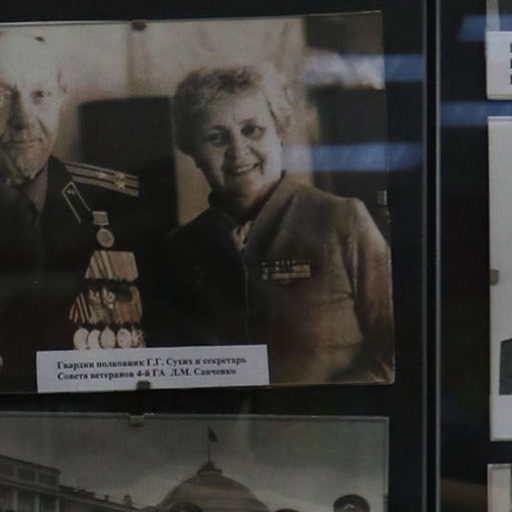 Гвардии полковник Г.Г. Сухих и секретарь
Совета ветеранов 4-й ГА Л.М. Савченко